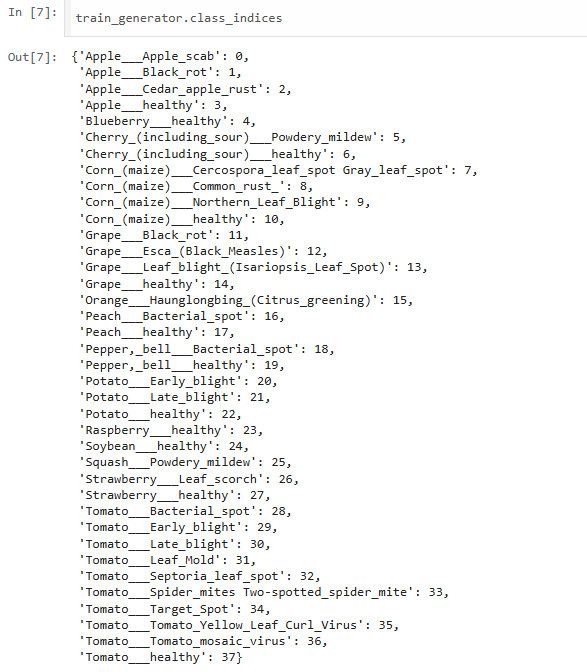 In [7]: train_generator.class_indices
Out[7]: {'Apple___Apple_scab': 0,
'Apple___Black_rot': 1,
'Apple___Cedar_apple_rust': 2,
'Apple___healthy': 3,
'Blueberry___healthy': 4,
'Cherry_(including_sour)___Powdery_mildew': 5,
'Cherry_(including_sour)___healthy': 6,
'Corn_(maize)___Cercospora_leaf_spot Gray_leaf_spot': 7,
'Corn_(maize)___Common_rust_': 8,
'Corn_(maize)___Northern_Leaf_Blight': 9,
'Corn_(maize)___healthy': 10,
'Grape___Black_rot': 11,
'Grape___Esca_(Black_Measles)': 12,
'Grape___Leaf_blight_(Isariopsis_Leaf_Spot)': 13,
'Grape___healthy': 14,
'Orange___Haunglongbing_(Citrus_greening)': 15,
'Peach___Bacterial_spot': 16,
'Peach___healthy': 17,
'Pepper,_bell___Bacterial_spot': 18,
'Pepper,_bell___healthy': 19,
'Potato___Early_blight': 20,
'Potato___Late_blight': 21,
'Potato___healthy': 22,
'Raspberry___healthy': 23,
'Soybean___healthy': 24,
'Squash___Powdery_mildew': 25,
'Strawberry___Leaf_scorch': 26,
'Strawberry___healthy': 27,
'Tomato___Bacterial_spot': 28,
'Tomato___Early_blight': 29,
'Tomato___Late_blight': 30,
'Tomato___Leaf_Mold': 31,
'Tomato___Septoria_leaf_spot': 32,
'Tomato___Spider_mites Two-spotted_spider_mite': 33,
'Tomato___Target_Spot': 34,
'Tomato___Tomato_Yellow_Leaf_Curl_Virus': 35,
'Tomato___Tomato_mosaic_virus': 36,
'Tomato___healthy': 37}